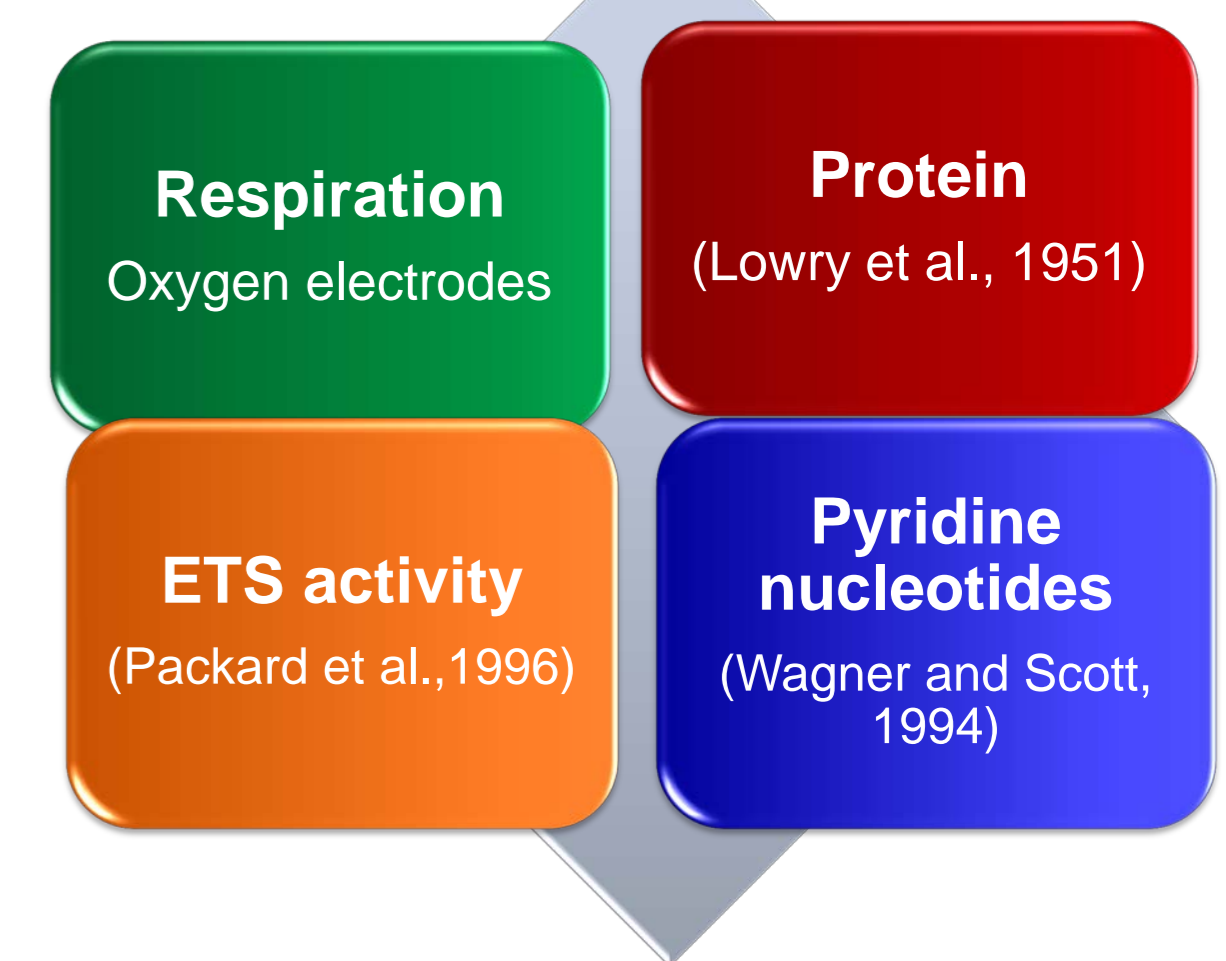 Respiration
Oxygen electrodes
Protein
(Lowry et al., 1951)
ETS activity
(Packard et al.,1996)
Pyridine
nucleotides
(Wagner and Scott,
1994)